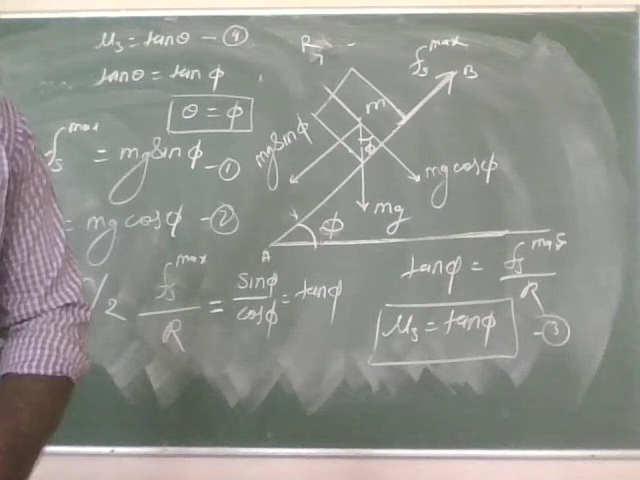 μs = tanθ - ④
tanθ = tanφ
θ = φ
fs^max = mg sinφ - ①
= mg cosφ - ②
/2 fs^max / R = sinφ / cosφ = tanφ
R
fs^max
B
m
mg sinφ
φ
mg cosφ
mg
φ
A
tanφ = fs^max / R
μs = tanφ - ③